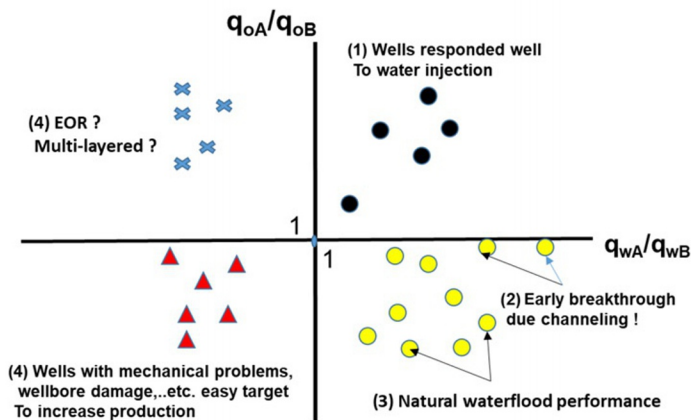 qoA/qoB
(1) Wells responded well
To water injection
(4) EOR ?
Multi-layered ?
1
1
qwA/qwB
(2) Early breakthrough
due channeling !
(4) Wells with mechanical problems,
wellbore damage,..etc. easy target
To increase production
(3) Natural waterflood performance